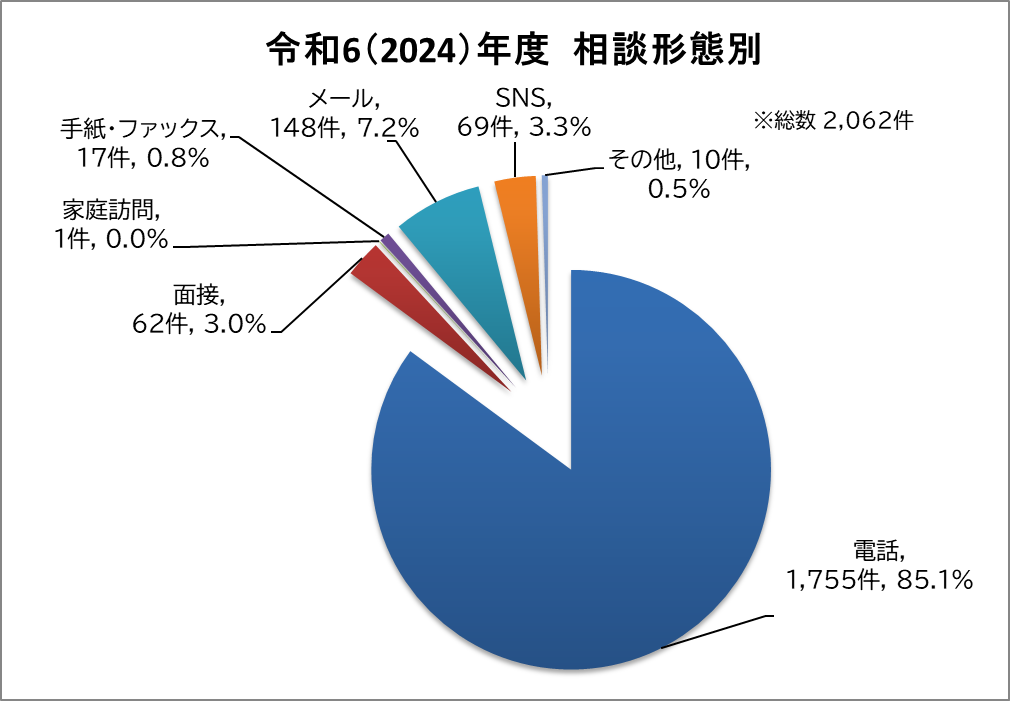 令和6（2024）年度　相談形態別
※総数 2,062件
メール,
148件, 7.2%
SNS,
69件, 3.3%
手紙・ファックス,
17件, 0.8%
その他, 10件,
0.5%
家庭訪問,
1件, 0.0%
面接,
62件, 3.0%
電話,
1,755件, 85.1%